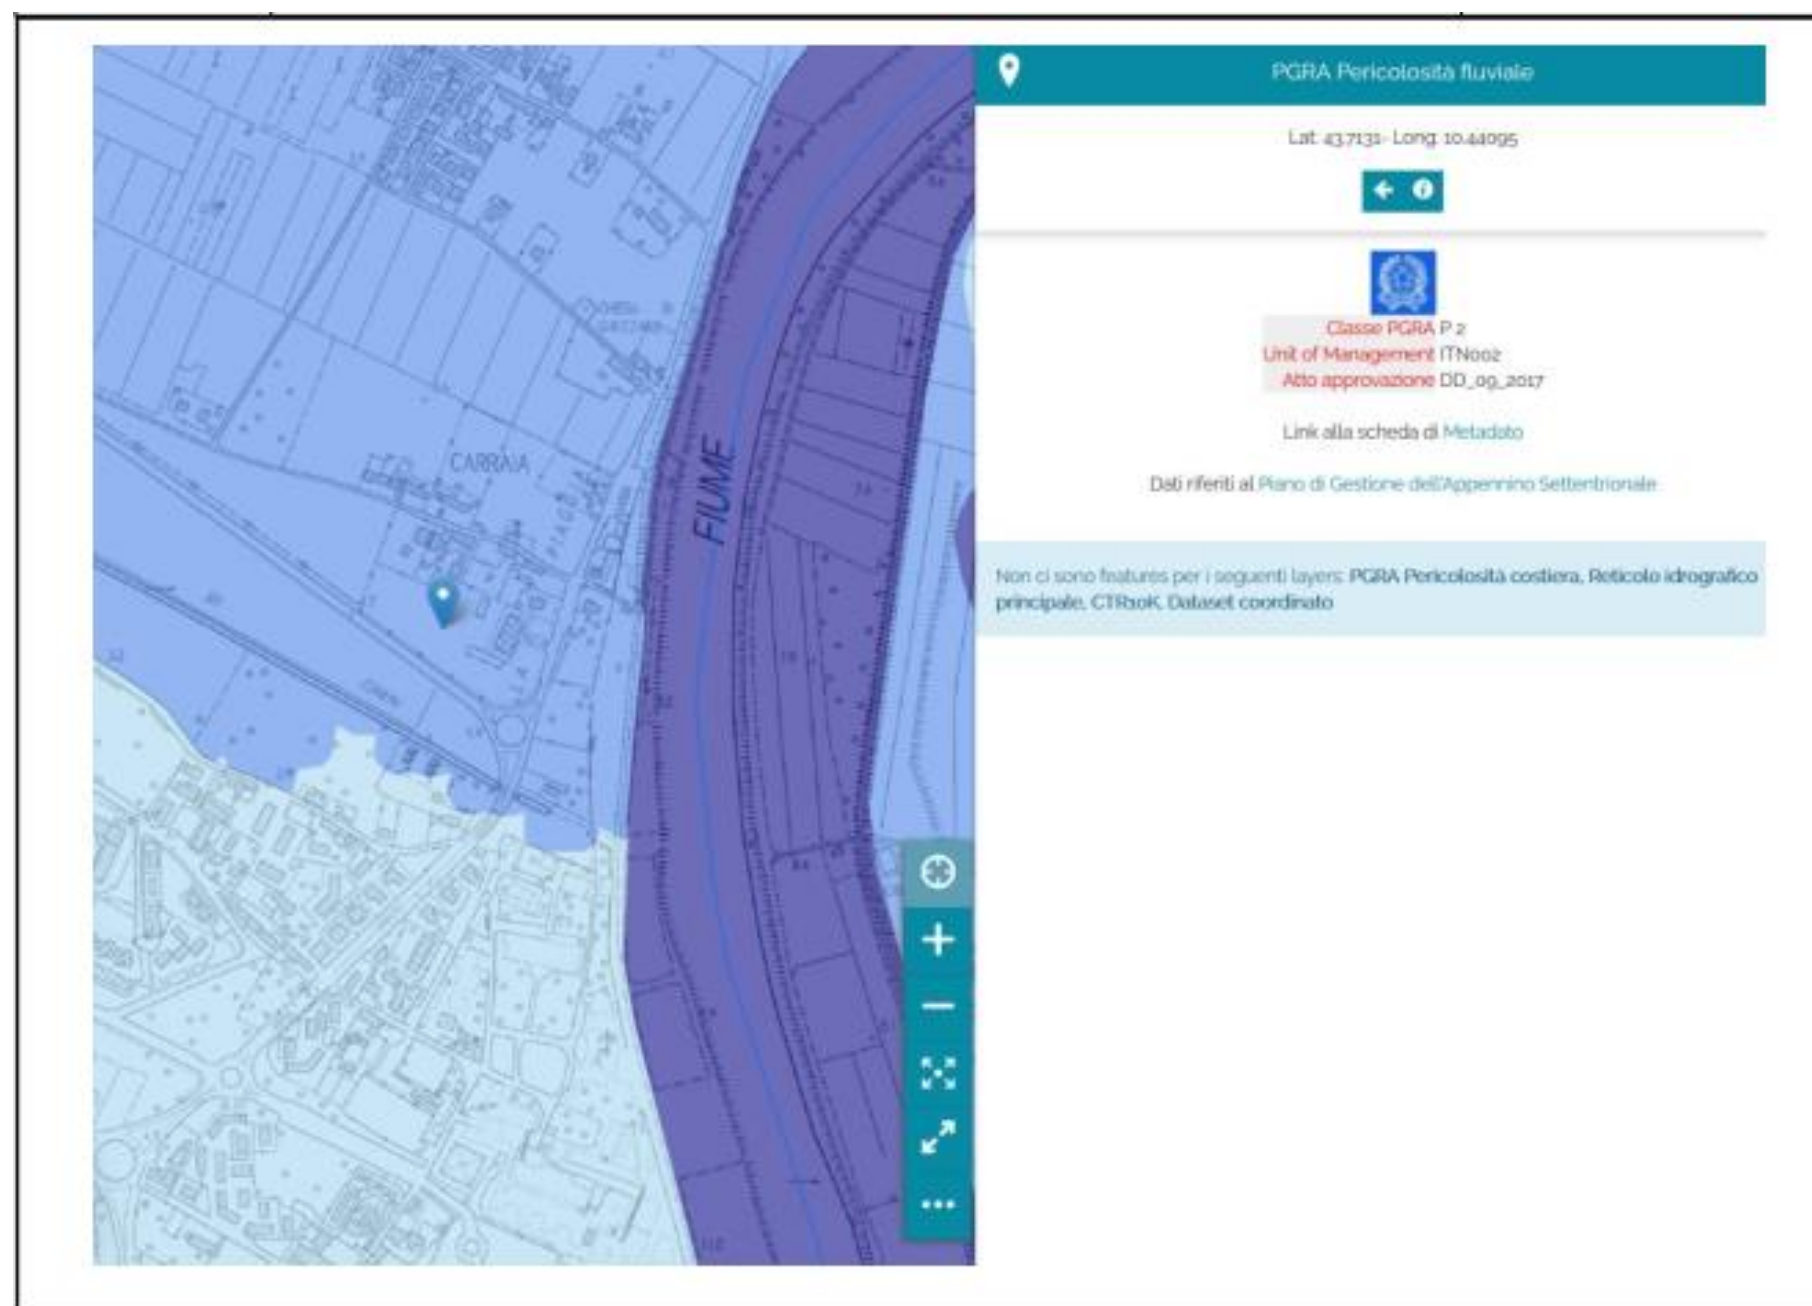 PGRA Pericolosità fluviale
Lat: 43.7131- Long: 10.44095
Classe PGRA P 2
Unit of Management ITN002
Atto approvazione DD_09_2017
Link alla scheda di Metadato
Dati riferiti al Piano di Gestione dell'Appennino Settentrionale
Non ci sono features per i seguenti layers: PGRA Pericolosità costiera, Reticolo idrografico
principale, CTR10K, Dataset coordinato
CARRAIA
FIUME